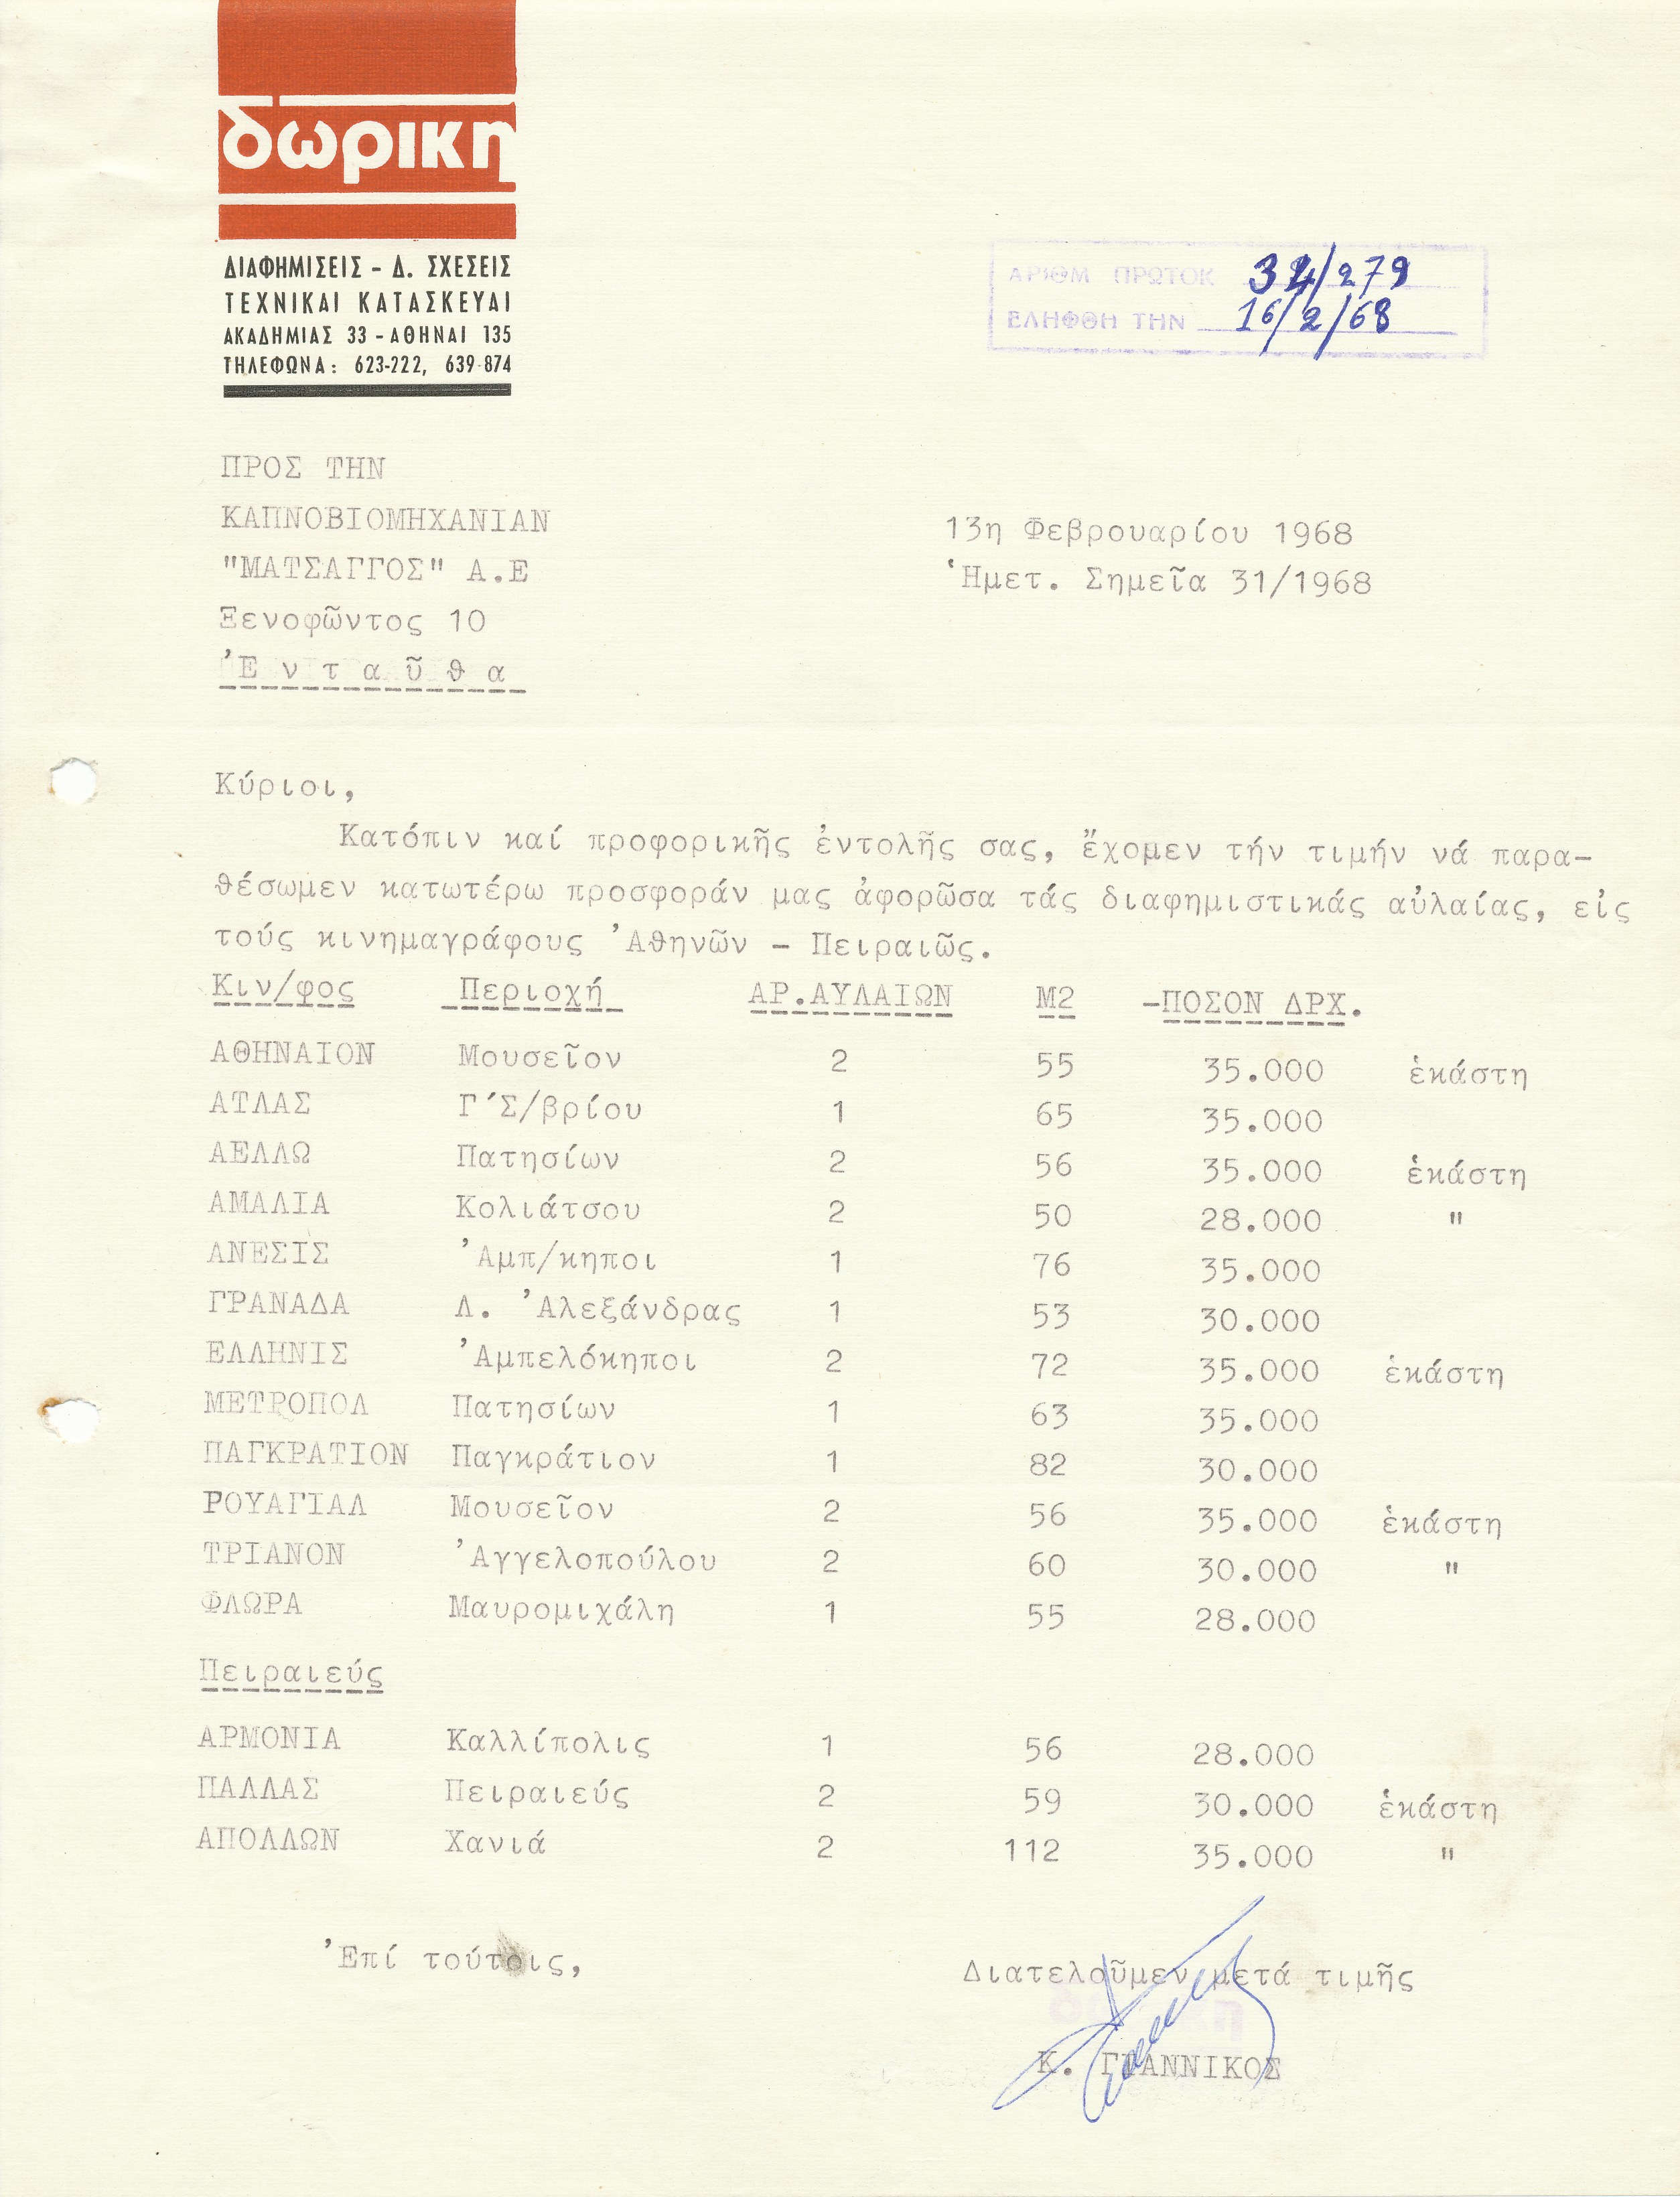 δωρικη
ΔΙΑΦΗΜΙΣΕΙΣ - Δ. ΣΧΕΣΕΙΣ
ΤΕΧΝΙΚΑΙ ΚΑΤΑΣΚΕΥΑΙ
ΑΚΑΔΗΜΙΑΣ 33 - ΑΘΗΝΑΙ 135
ΤΗΛΕΦΩΝΑ: 623-222, 639-874
ΑΡΙΘΜ ΠΡΩΤΟΚ 34/279
ΕΛΗΦΘΗ ΤΗΝ 16/2/68
ΠΡΟΣ ΤΗΝ
ΚΑΠΝΟΒΙΟΜΗΧΑΝΙΑΝ
"ΜΑΤΣΑΓΓΟΣ" Α.Ε
Ξενοφῶντος 10
Ἐ ν τ α ῦ θ α
13η Φεβρουαρίου 1968
Ἡμετ. Σημεῖα 31/1968
Κύριοι,
Κατόπιν καί προφορικῆς ἐντολῆς σας, ἔχομεν τήν τιμήν νά παρα-
θέσωμεν κατωτέρω προσφοράν μας ἀφορῶσα τάς διαφημιστικάς αὐλαίας, εἰς
τούς κινημαγράφους Ἀθηνῶν - Πειραιῶς.
Κιν/φος Περιοχή ΑΡ.ΑΥΛΑΙΩΝ Μ2 -ΠΟΣΟΝ ΔΡΧ.
ΑΘΗΝΑΙΟΝ Μουσεῖον 2 55 35.000 ἑκάστη
ΑΤΛΑΣ Γ΄Σ/βρίου 1 65 35.000
ΑΕΛΛΩ Πατησίων 2 56 35.000 ἑκάστη
ΑΜΑΛΙΑ Κολιάτσου 2 50 28.000 "
ΑΝΕΣΙΣ Ἀμπ/κηποι 1 76 35.000
ΓΡΑΝΑΔΑ Λ. Ἀλεξάνδρας 1 53 30.000
ΕΛΛΗΝΙΣ Ἀμπελόκηποι 2 72 35.000 ἑκάστη
ΜΕΤΡΟΠΟΛ Πατησίων 1 63 35.000
ΠΑΓΚΡΑΤΙΟΝ Παγκράτιον 1 82 30.000
ΡΟΥΑΓΙΑΛ Μουσεῖον 2 56 35.000 ἑκάστη
ΤΡΙΑΝΟΝ Ἀγγελοπούλου 2 60 30.000 "
ΦΛΩΡΑ Μαυρομιχάλη 1 55 28.000
Πειραιεύς
ΑΡΜΟΝΙΑ Καλλίπολις 1 56 28.000
ΠΑΛΛΑΣ Πειραιεύς 2 59 30.000 ἑκάστη
ΑΠΟΛΛΩΝ Χανιά 2 112 35.000 "
Ἐπί τούτοις,
Διατελοῦμεν μετά τιμῆς
δωρικη
Κ. ΓΙΑΝΝΙΚΟΣ